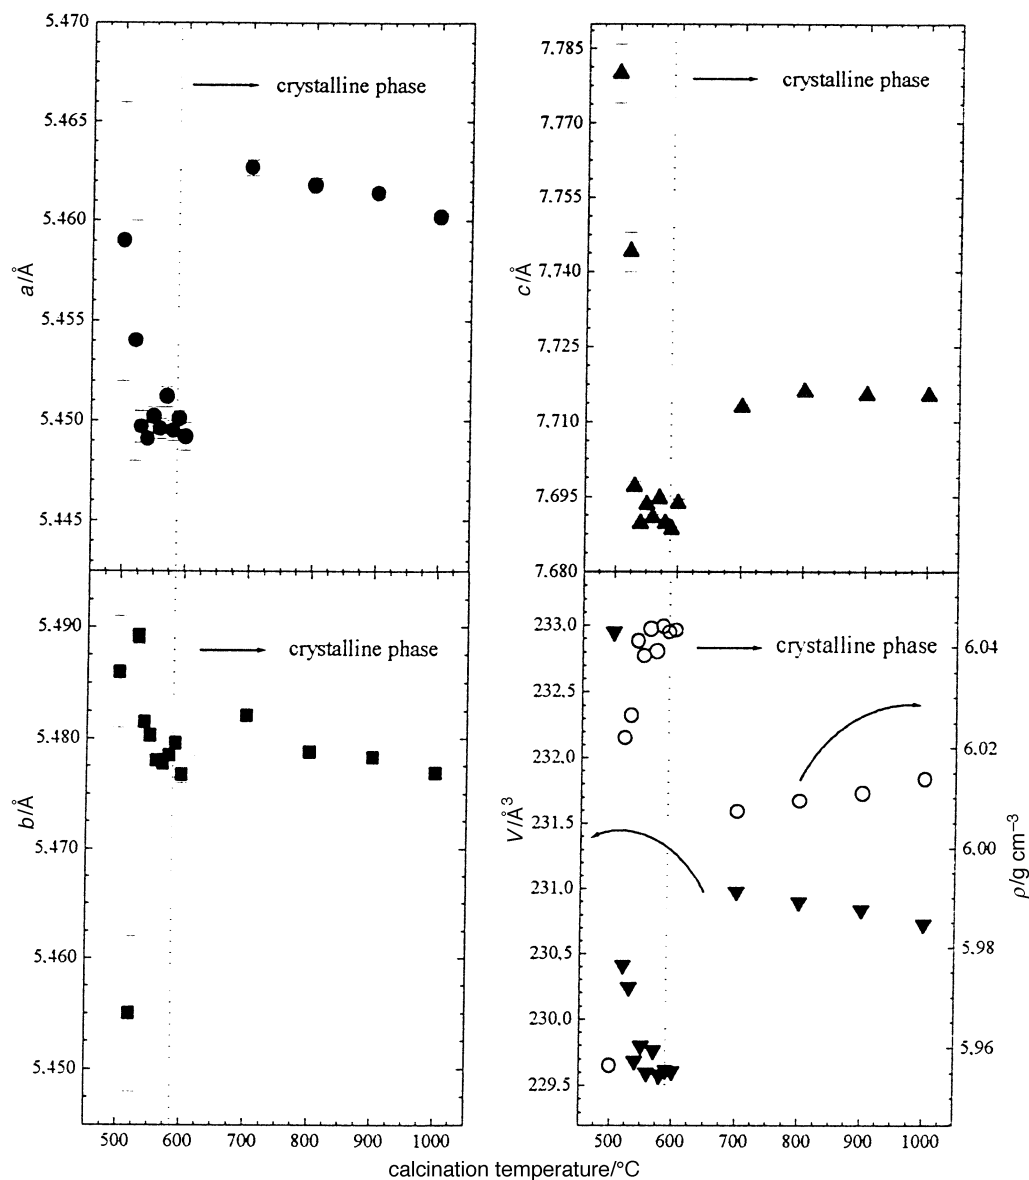 5.470
5.465
5.460
5.455
5.450
5.445
a/Å
crystalline phase
7.785
7.770
7.755
7.740
7.725
7.710
7.695
7.680
c/Å
crystalline phase
5.490
5.480
5.470
5.460
5.450
b/Å
crystalline phase
500 600 700 800 900 1000
233.0
232.5
232.0
231.5
231.0
230.5
230.0
229.5
V/Å³
crystalline phase
6.04
6.02
6.00
5.98
5.96
ρ/g cm⁻³
500 600 700 800 900 1000
calcination temperature/°C